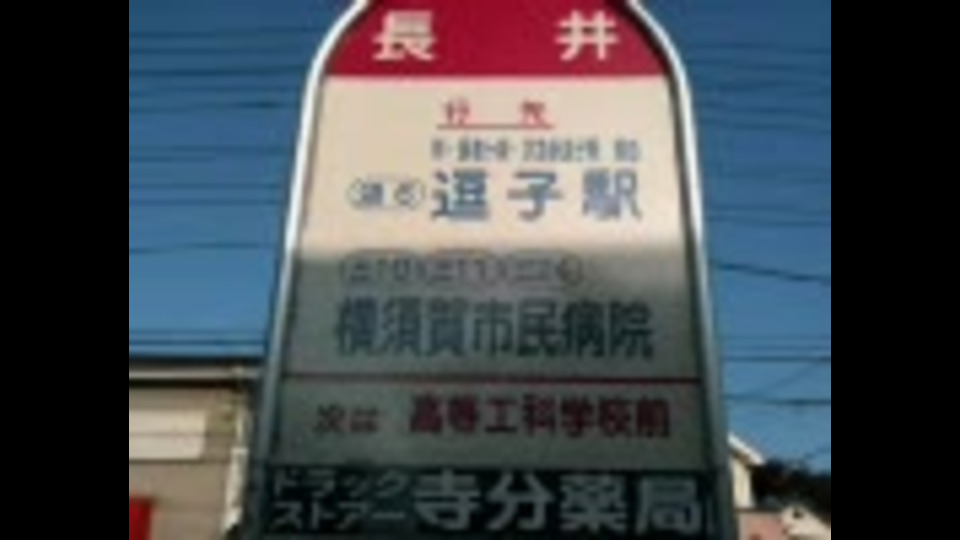 長井
行先
逗子駅
横須賀市民病院
次は 高等工科学校前
ドラッグ
ストアー 寺分薬局